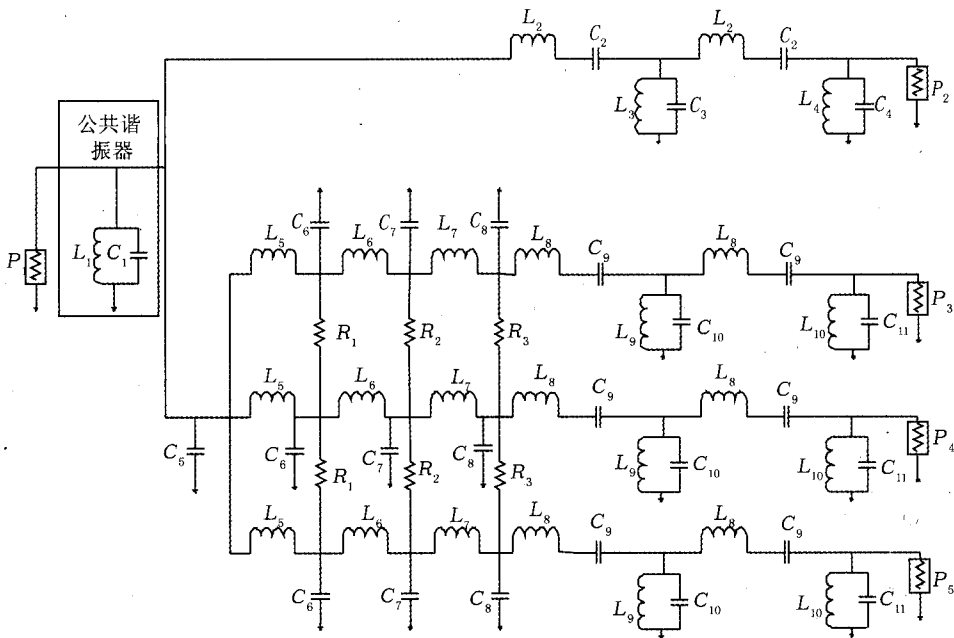 L2 C2 L2 C2
L3 C3 L4 C4 P2
公共谐
振器
P L1 C1
C6 C7 C8
L5 L6 L7 L8 C9 L8 C9
R1 R2 R3 L9 C10 L10 C11 P3
L5 L6 L7 L8 C9 L8 C9
C5 C6 C7 C8 L9 C10 L10 C11 P4
R1 R2 R3
L5 L6 L7 L8 C9 L8 C9
C6 C7 C8 L9 C10 L10 C11 P5